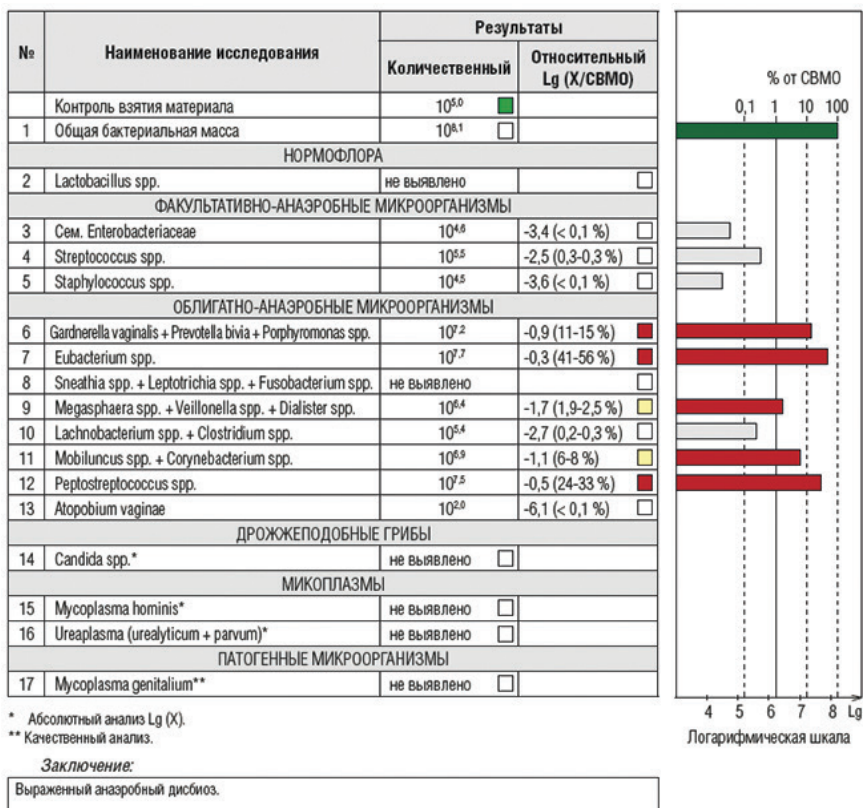 № Наименование исследования Результаты
Количественный Относительный Lg (X/СВМО)
Контроль взятия материала 10^5,0
1 Общая бактериальная масса 10^8,1
НОРМОФЛОРА
2 Lactobacillus spp. не выявлено
ФАКУЛЬТАТИВНО-АНАЭРОБНЫЕ МИКРООРГАНИЗМЫ
3 Сем. Enterobacteriaceae 10^4,6 -3,4 (< 0,1 %)
4 Streptococcus spp. 10^5,5 -2,5 (0,3-0,3 %)
5 Staphylococcus spp. 10^4,5 -3,6 (< 0,1 %)
ОБЛИГАТНО-АНАЭРОБНЫЕ МИКРООРГАНИЗМЫ
6 Gardnerella vaginalis + Prevotella bivia + Porphyromonas spp. 10^7,2 -0,9 (11-15 %)
7 Eubacterium spp. 10^7,7 -0,3 (41-56 %)
8 Sneathia spp. + Leptotrichia spp. + Fusobacterium spp. не выявлено
9 Megasphaera spp. + Veillonella spp. + Dialister spp. 10^6,4 -1,7 (1,9-2,5 %)
10 Lachnobacterium spp. + Clostridium spp. 10^5,4 -2,7 (0,2-0,3 %)
11 Mobiluncus spp. + Corynebacterium spp. 10^6,9 -1,1 (6-8 %)
12 Peptostreptococcus spp. 10^7,5 -0,5 (24-33 %)
13 Atopobium vaginae 10^2,0 -6,1 (< 0,1 %)
ДРОЖЖЕПОДОБНЫЕ ГРИБЫ
14 Candida spp.* не выявлено
МИКОПЛАЗМЫ
15 Mycoplasma hominis* не выявлено
16 Ureaplasma (urealyticum + parvum)* не выявлено
ПАТОГЕННЫЕ МИКРООРГАНИЗМЫ
17 Mycoplasma genitalium** не выявлено
* Абсолютный анализ Lg (X).
** Качественный анализ.
Заключение:
Выраженный анаэробный дисбиоз.
% от СВМО
0,1 1 10 100
4 5 6 7 8 Lg
Логарифмическая шкала